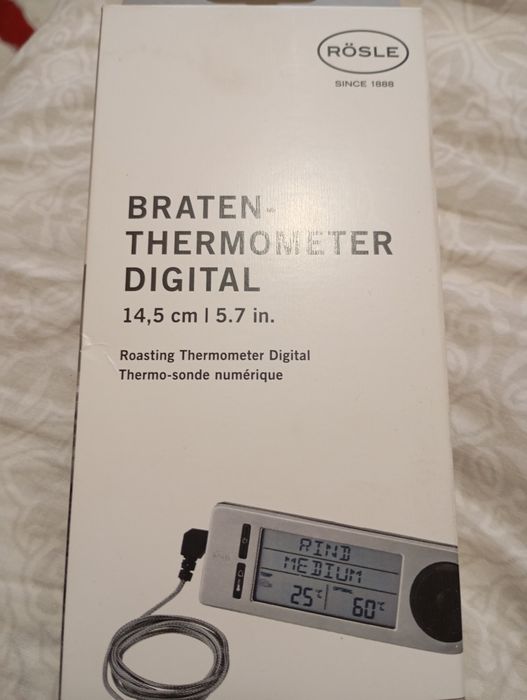 RÖSLE
SINCE 1888
BRATEN-
THERMOMETER
DIGITAL
14,5 cm | 5.7 in.
Roasting Thermometer Digital
Thermo-sonde numérique
RIND
MEDIUM
25°C 60°C